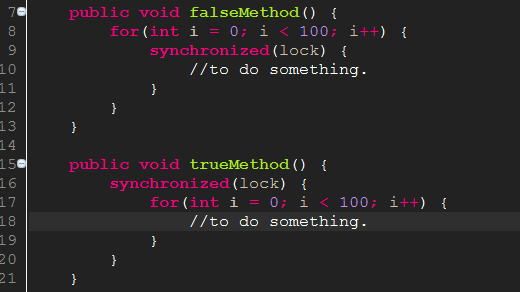 7 public void falseMethod() {
8 for(int i = 0; i < 100; i++) {
9 synchronized(lock) {
10 //to do something.
11 }
12 }
13 }
14
15 public void trueMethod() {
16 synchronized(lock) {
17 for(int i = 0; i < 100; i++) {
18 //to do something.
19 }
20 }
21 }